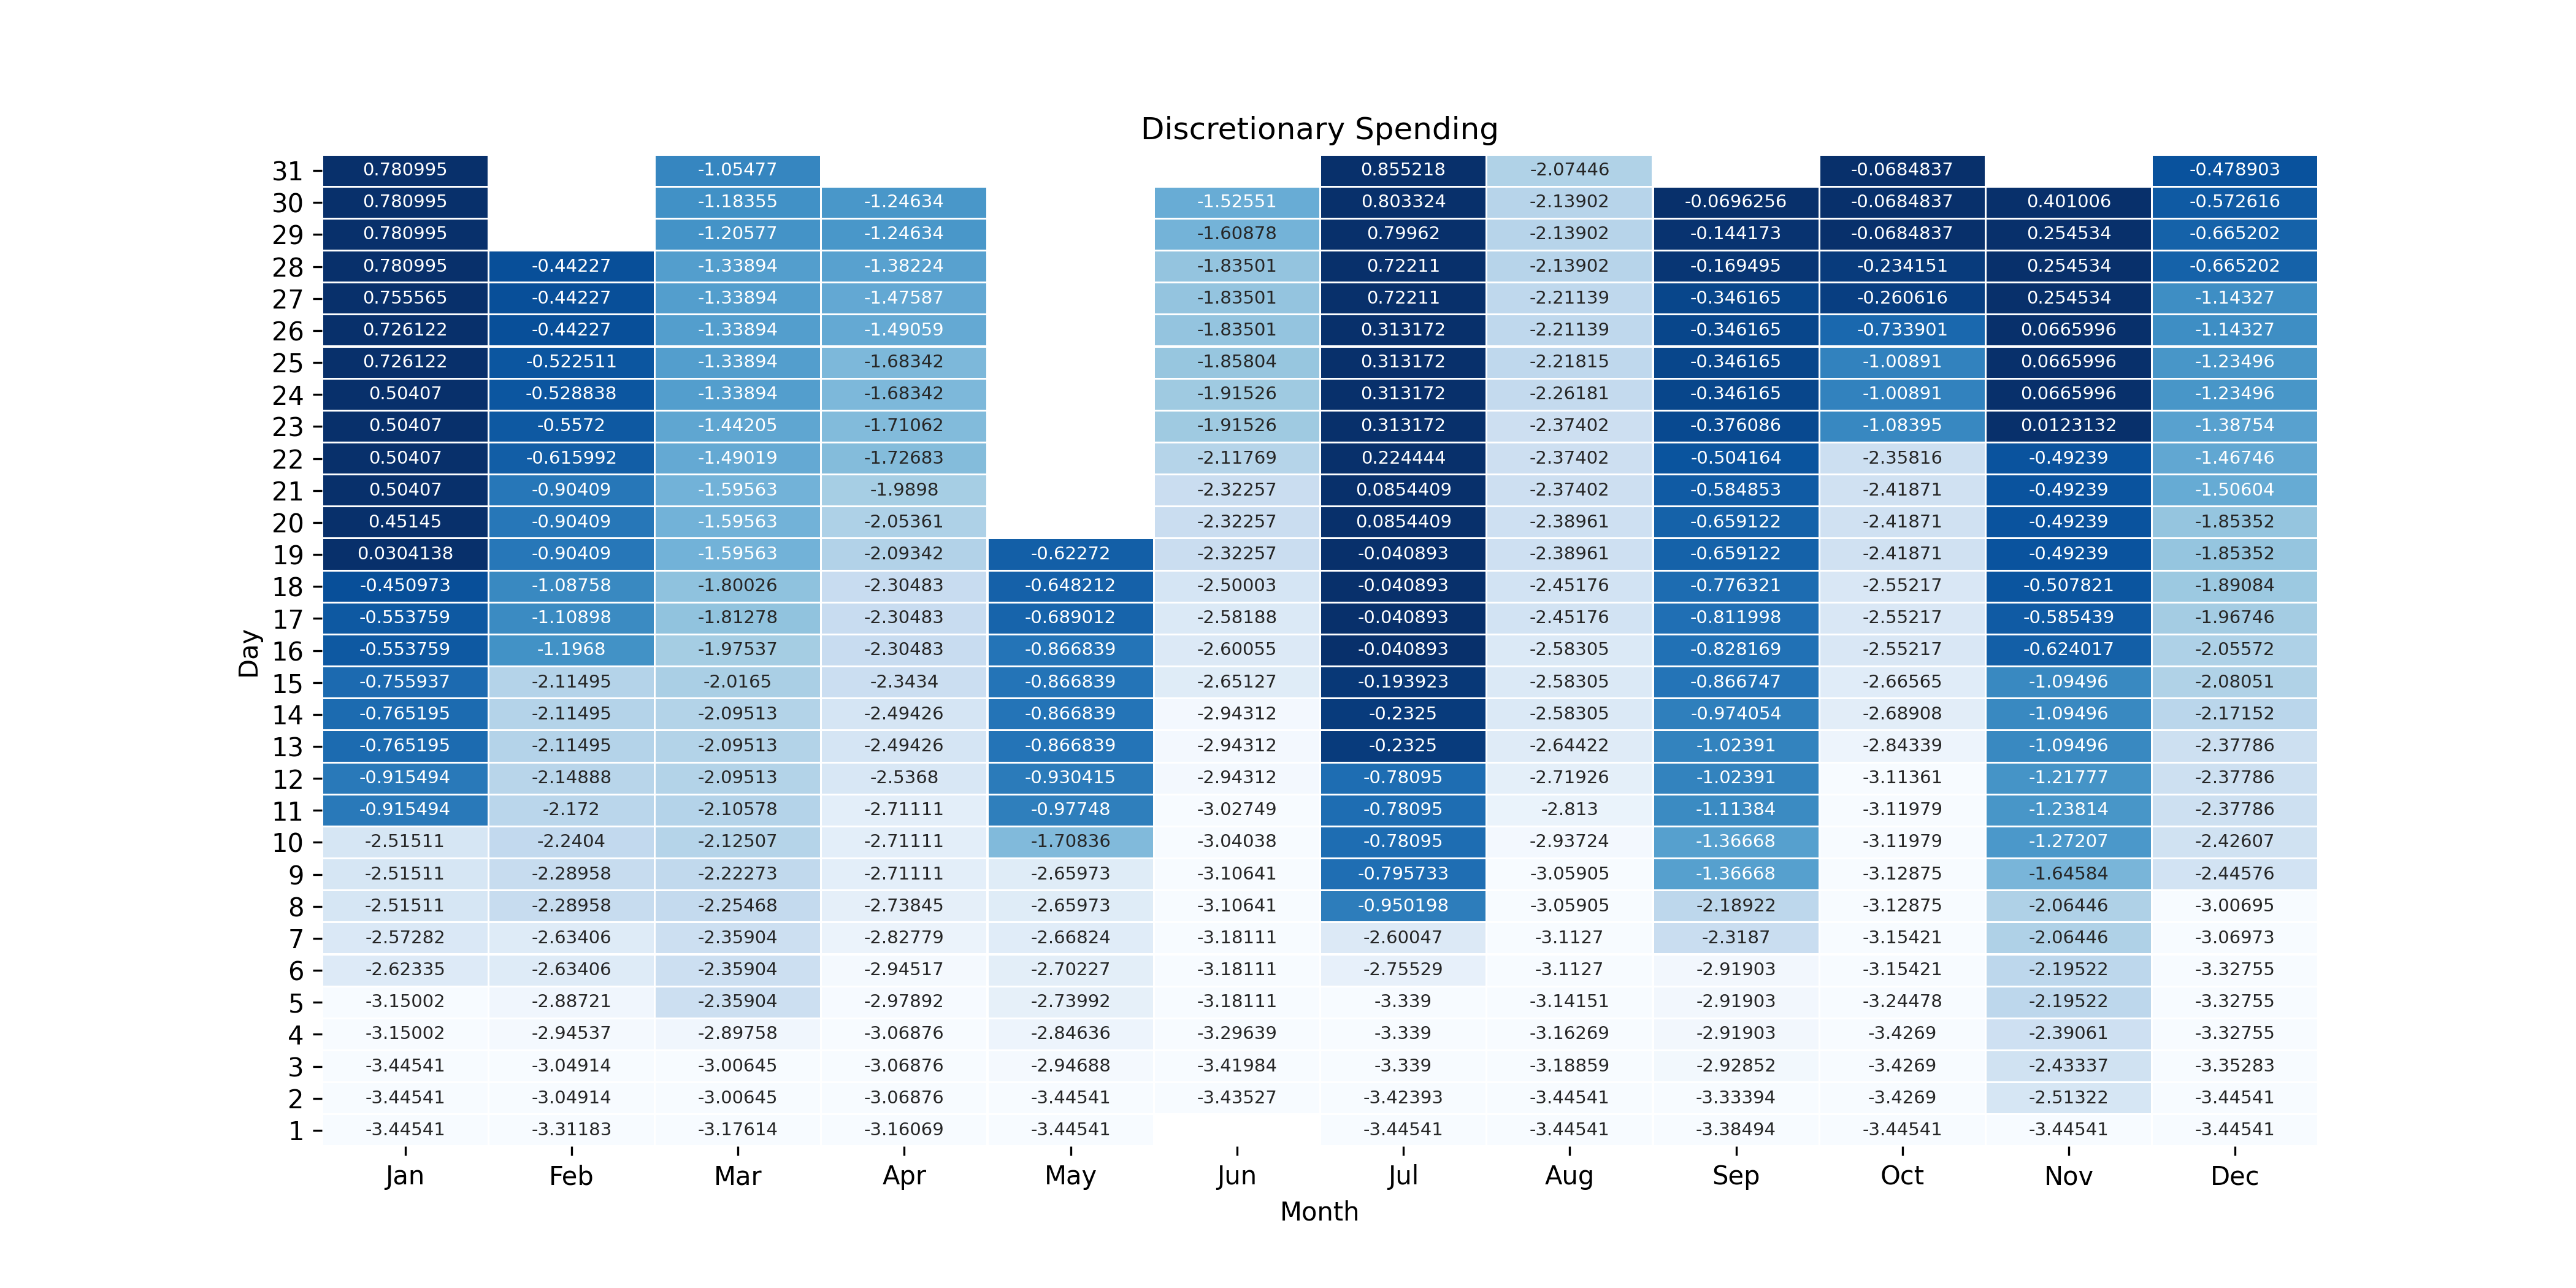 Discretionary Spending
31 0.780995 -1.05477 0.855218 -2.07446 -0.0684837 -0.478903
30 0.780995 -1.18355 -1.24634 -1.52551 0.803324 -2.13902 -0.0696256 -0.0684837 0.401006 -0.572616
29 0.780995 -1.20577 -1.24634 -1.60878 0.79962 -2.13902 -0.144173 -0.0684837 0.254534 -0.665202
28 0.780995 -0.44227 -1.33894 -1.38224 -1.83501 0.72211 -2.13902 -0.169495 -0.234151 0.254534 -0.665202
27 0.755565 -0.44227 -1.33894 -1.47587 -1.83501 0.72211 -2.21139 -0.346165 -0.260616 0.254534 -1.14327
26 0.726122 -0.44227 -1.33894 -1.49059 -1.83501 0.313172 -2.21139 -0.346165 -0.733901 0.0665996 -1.14327
25 0.726122 -0.522511 -1.33894 -1.68342 -1.85804 0.313172 -2.21815 -0.346165 -1.00891 0.0665996 -1.23496
24 0.50407 -0.528838 -1.33894 -1.68342 -1.91526 0.313172 -2.26181 -0.346165 -1.00891 0.0665996 -1.23496
23 0.50407 -0.5572 -1.44205 -1.71062 -1.91526 0.313172 -2.37402 -0.376086 -1.08395 0.0123132 -1.38754
22 0.50407 -0.615992 -1.49019 -1.72683 -2.11769 0.224444 -2.37402 -0.504164 -2.35816 -0.49239 -1.46746
21 0.50407 -0.90409 -1.59563 -1.9898 -2.32257 0.0854409 -2.37402 -0.584853 -2.41871 -0.49239 -1.50604
20 0.45145 -0.90409 -1.59563 -2.05361 -2.32257 0.0854409 -2.38961 -0.659122 -2.41871 -0.49239 -1.85352
19 0.0304138 -0.90409 -1.59563 -2.09342 -0.62272 -2.32257 -0.040893 -2.38961 -0.659122 -2.41871 -0.49239 -1.85352
18 -0.450973 -1.08758 -1.80026 -2.30483 -0.648212 -2.50003 -0.040893 -2.45176 -0.776321 -2.55217 -0.507821 -1.89084
17 -0.553759 -1.10898 -1.81278 -2.30483 -0.689012 -2.58188 -0.040893 -2.45176 -0.811998 -2.55217 -0.585439 -1.96746
16 -0.553759 -1.1968 -1.97537 -2.30483 -0.866839 -2.60055 -0.040893 -2.58305 -0.828169 -2.55217 -0.624017 -2.05572
15 -0.755937 -2.11495 -2.0165 -2.3434 -0.866839 -2.65127 -0.193923 -2.58305 -0.866747 -2.66565 -1.09496 -2.08051
14 -0.765195 -2.11495 -2.09513 -2.49426 -0.866839 -2.94312 -0.2325 -2.58305 -0.974054 -2.68908 -1.09496 -2.17152
13 -0.765195 -2.11495 -2.09513 -2.49426 -0.866839 -2.94312 -0.2325 -2.64422 -1.02391 -2.84339 -1.09496 -2.37786
12 -0.915494 -2.14888 -2.09513 -2.5368 -0.930415 -2.94312 -0.78095 -2.71926 -1.02391 -3.11361 -1.21777 -2.37786
11 -0.915494 -2.172 -2.10578 -2.71111 -0.97748 -3.02749 -0.78095 -2.813 -1.11384 -3.11979 -1.23814 -2.37786
10 -2.51511 -2.2404 -2.12507 -2.71111 -1.70836 -3.04038 -0.78095 -2.93724 -1.36668 -3.11979 -1.27207 -2.42607
9 -2.51511 -2.28958 -2.22273 -2.71111 -2.65973 -3.10641 -0.795733 -3.05905 -1.36668 -3.12875 -1.64584 -2.44576
8 -2.51511 -2.28958 -2.25468 -2.73845 -2.65973 -3.10641 -0.950198 -3.05905 -2.18922 -3.12875 -2.06446 -3.00695
7 -2.57282 -2.63406 -2.35904 -2.82779 -2.66824 -3.18111 -2.60047 -3.1127 -2.3187 -3.15421 -2.06446 -3.06973
6 -2.62335 -2.63406 -2.35904 -2.94517 -2.70227 -3.18111 -2.75529 -3.1127 -2.91903 -3.15421 -2.19522 -3.32755
5 -3.15002 -2.88721 -2.35904 -2.97892 -2.73992 -3.18111 -3.339 -3.14151 -2.91903 -3.24478 -2.19522 -3.32755
4 -3.15002 -2.94537 -2.89758 -3.06876 -2.84636 -3.29639 -3.339 -3.16269 -2.91903 -3.4269 -2.39061 -3.32755
3 -3.44541 -3.04914 -3.00645 -3.06876 -2.94688 -3.41984 -3.339 -3.18859 -2.92852 -3.4269 -2.43337 -3.35283
2 -3.44541 -3.04914 -3.00645 -3.06876 -3.44541 -3.43527 -3.42393 -3.44541 -3.33394 -3.4269 -2.51322 -3.44541
1 -3.44541 -3.31183 -3.17614 -3.16069 -3.44541 -3.44541 -3.44541 -3.38494 -3.44541 -3.44541 -3.44541
Jan Feb Mar Apr May Jun Jul Aug Sep Oct Nov Dec
Month
Day